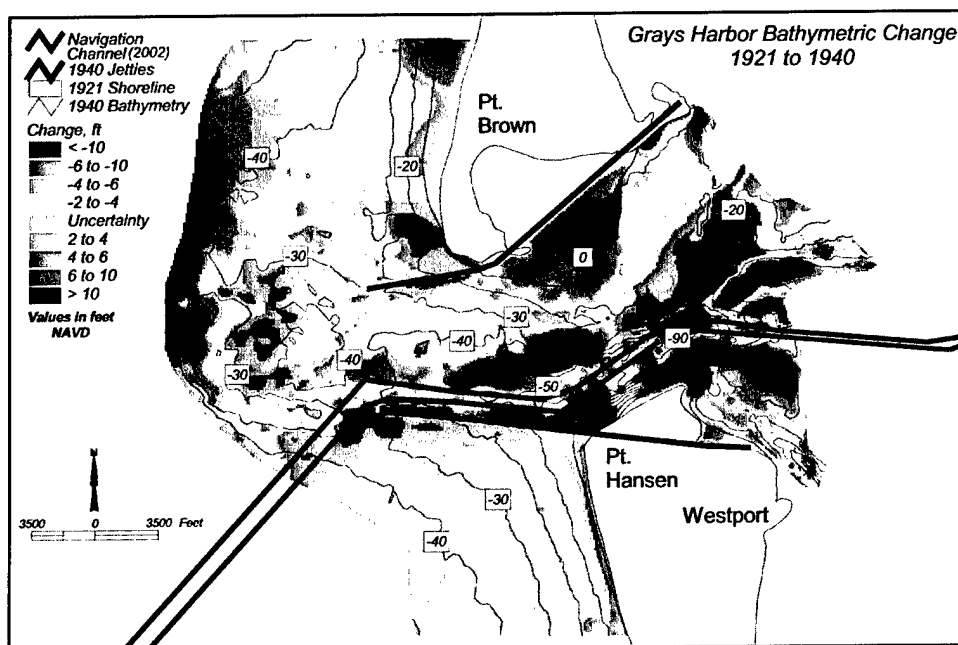 Grays Harbor Bathymetric Change
1921 to 1940
Navigation
Channel (2002)
1940 Jetties
1921 Shoreline
1940 Bathymetry
Change, ft
< -10
-6 to -10
-4 to -6
-2 to -4
Uncertainty
2 to 4
4 to 6
6 to 10
> 10
Values in feet
NAVD
Pt.
Brown
-40
-20
-20
-30
0
-30
-40
-40
-90
-30
-50
Pt.
Hansen
Westport
-30
-40
N
3500 0 3500 Feet